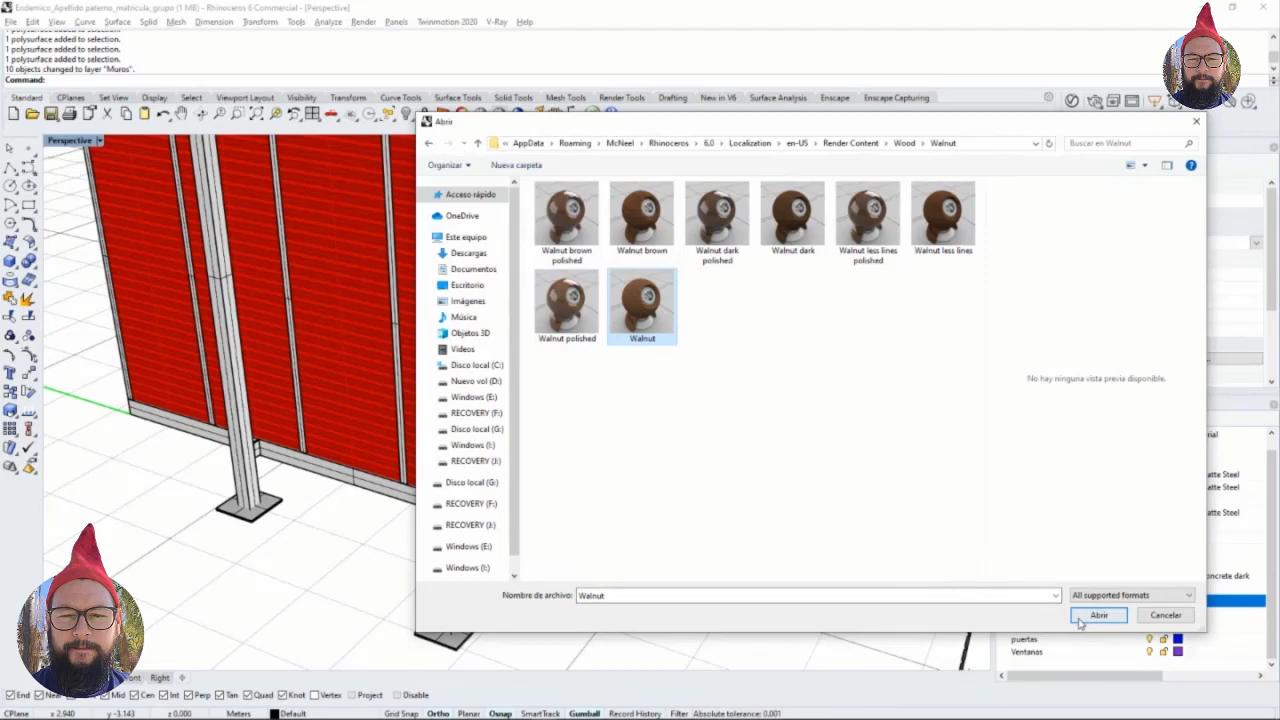 Endemico_Apellido paterno_matricula_grupo (1 MB) - Rhinoceros 6 Commercial - [Perspective]
File Edit View Curve Surface Solid Mesh Dimension Transform Tools Analyze Render Panels Twinmotion 2020 V-Ray Help
1 polysurface added to selection.
1 polysurface added to selection.
1 polysurface added to selection.
10 objects changed to layer "Muros".
Command:
Standard CPlanes Set View Display Select Viewport Layout Visibility Transform Curve Tools Surface Tools Solid Tools Mesh Tools Render Tools Drafting New in V6 Surface Analysis Enscape Enscape Capturing
Perspective
Abrir
« AppData › Roaming › McNeel › Rhinoceros › 6.0 › Localization › en-US › Render Content › Wood › Walnut
Buscar en Walnut
Organizar Nueva carpeta
Acceso rápido
OneDrive
Este equipo
Descargas
Documentos
Escritorio
Imágenes
Música
Objetos 3D
Videos
Disco local (C:)
Nuevo vol (D:)
Windows (E:)
RECOVERY (F:)
Disco local (G:)
Windows (I:)
RECOVERY (J:)
Disco local (G:)
RECOVERY (F:)
RECOVERY (J:)
Windows (E:)
Windows (I:)
Walnut brown polished
Walnut brown
Walnut dark polished
Walnut dark
Walnut less lines polished
Walnut less lines
Walnut polished
Walnut
No hay ninguna vista previa disponible.
Nombre de archivo: Walnut
All supported formats
Abrir Cancelar
rial
atte Steel
atte Steel
atte Steel
oncrete dark
puertas
Ventanas
ont Right
End Near Mid Cen Int Perp Tan Quad Knot Vertex Project Disable
CPlane x 2.940 y -3.143 z 0.000 Meters Default Grid Snap Ortho Planar Osnap SmartTrack Gumball Record History Filter Absolute tolerance: 0.001